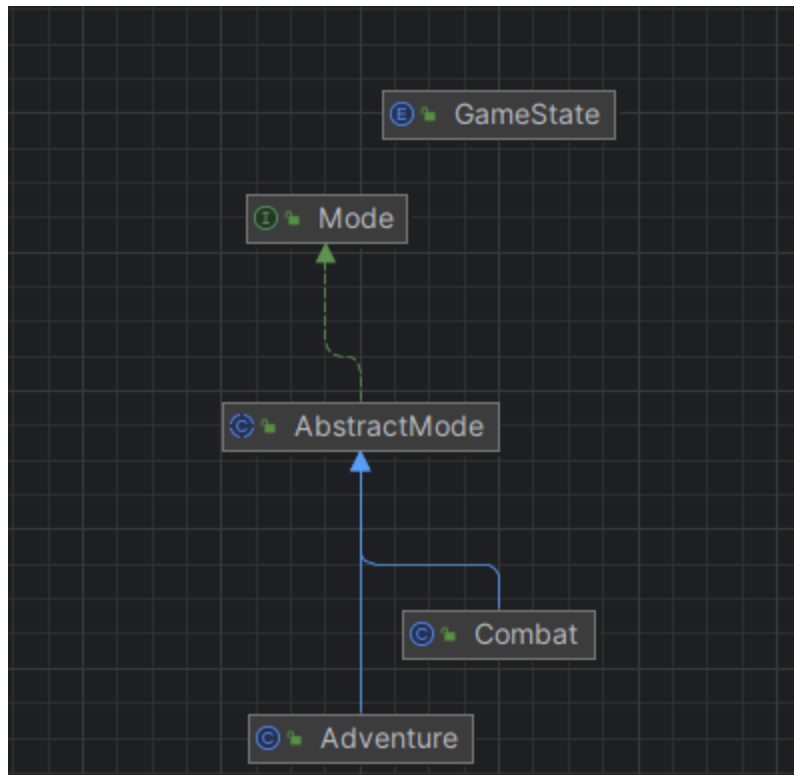 E GameState
I Mode
C AbstractMode
C Combat
C Adventure